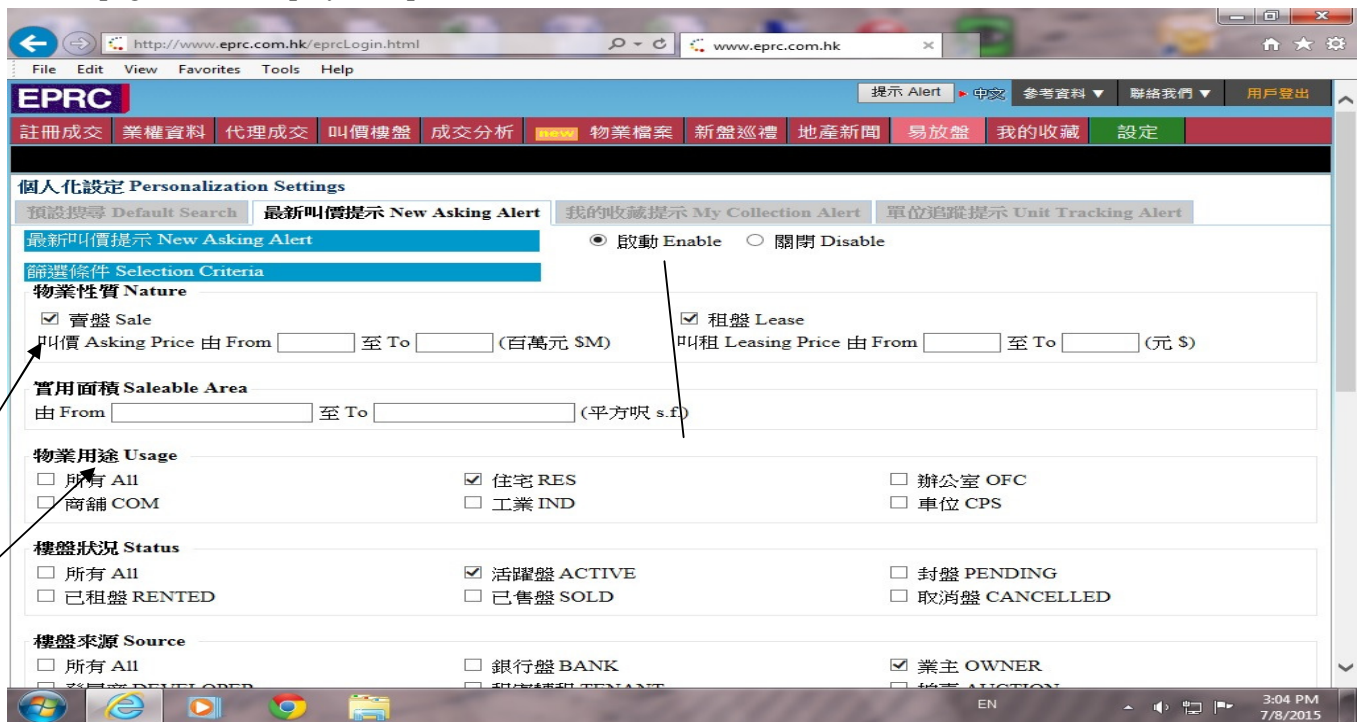 http://www.eprc.com.hk/eprcLogin.html
www.eprc.com.hk
File Edit View Favorites Tools Help
EPRC
提示 Alert 中文 參考資料 ▼ 聯絡我們 ▼ 用戶登出
註冊成交 業權資料 代理成交 叫價樓盤 成交分析 new 物業檔案 新盤巡禮 地產新聞 易放盤 我的收藏 設定
個人化設定 Personalization Settings
預設搜尋 Default Search 最新叫價提示 New Asking Alert 我的收藏提示 My Collection Alert 單位追蹤提示 Unit Tracking Alert
最新叫價提示 New Asking Alert 啟動 Enable 關閉 Disable
篩選條件 Selection Criteria
物業性質 Nature
賣盤 Sale 租盤 Lease
叫價 Asking Price 由 From 至 To (百萬元 $M) 叫租 Leasing Price 由 From 至 To (元 $)
實用面積 Saleable Area
由 From 至 To (平方呎 s.f.)
物業用途 Usage
所有 All 住宅 RES 辦公室 OFC
商舖 COM 工業 IND 車位 CPS
樓盤狀況 Status
所有 All 活躍盤 ACTIVE 封盤 PENDING
已租盤 RENTED 已售盤 SOLD 取消盤 CANCELLED
樓盤來源 Source
所有 All 銀行盤 BANK 業主 OWNER
EN 3:04 PM
7/8/2015